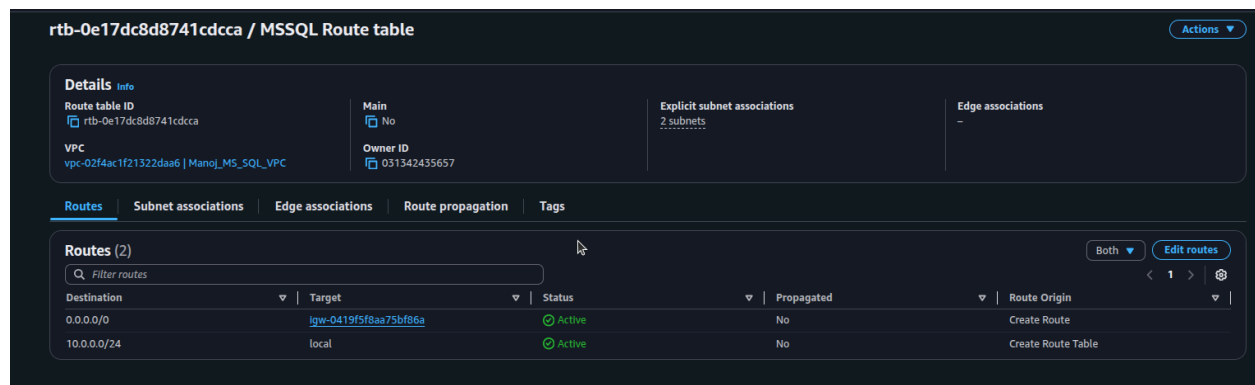 rtb-0e17dc8d8741cdcca / MSSQL Route table
Actions
Details Info
Route table ID
rtb-0e17dc8d8741cdcca
Main
No
Explicit subnet associations
2 subnets
Edge associations
–
VPC
vpc-02f4ac1f21322daa6 | Manoj_MS_SQL_VPC
Owner ID
031342435657
Routes Subnet associations Edge associations Route propagation Tags
Routes (2)
Both Edit routes
Filter routes
1
Destination Target Status Propagated Route Origin
0.0.0.0/0 igw-0419f5f8aa75bf86a Active No Create Route
10.0.0.0/24 local Active No Create Route Table